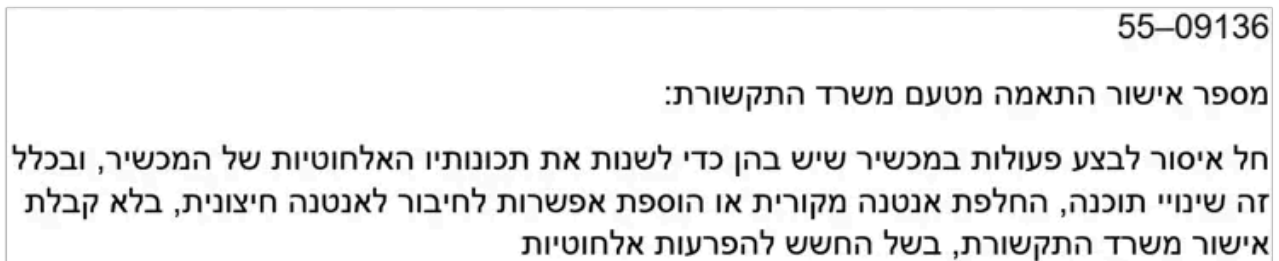 55–09136
מספר אישור התאמה מטעם משרד התקשורת:
חל איסור לבצע פעולות במכשיר שיש בהן כדי לשנות את תכונותיו האלחוטיות של המכשיר, ובכלל
זה שינויי תוכנה, החלפת אנטנה מקורית או הוספת אפשרות לחיבור לאנטנה חיצונית, בלא קבלת
אישור משרד התקשורת, בשל החשש להפרעות אלחוטיות